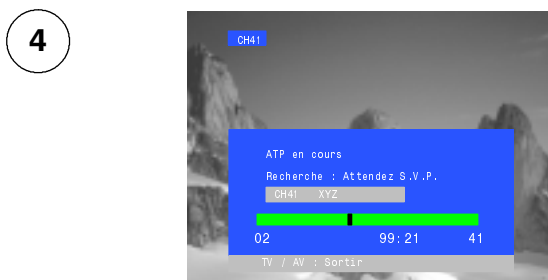 4
CH41
ATP en cours
Recherche : Attendez S.V.P.
CH41 XYZ
02 99:21 41
TV / AV : Sortir